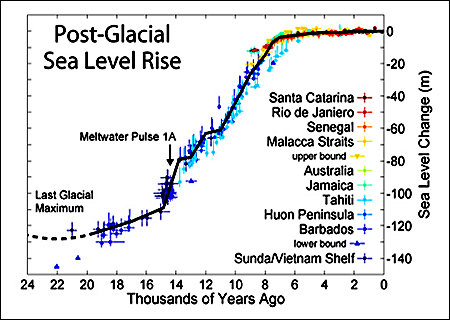 Post-Glacial
Sea Level Rise
Meltwater Pulse 1A
Last Glacial
Maximum
Santa Catarina
Rio de Janiero
Senegal
Malacca Straits
upper bound
Australia
Jamaica
Tahili
Huon Peninsula
Barbados
lower bound
Sunda/Vietnam Shelf
0
-20
-40
-60
-80
-100
-120
-140
Sea Level Change (m)
24 22 20 18 16 14 12 10 8 6 4 2 0
Thousands of Years Ago